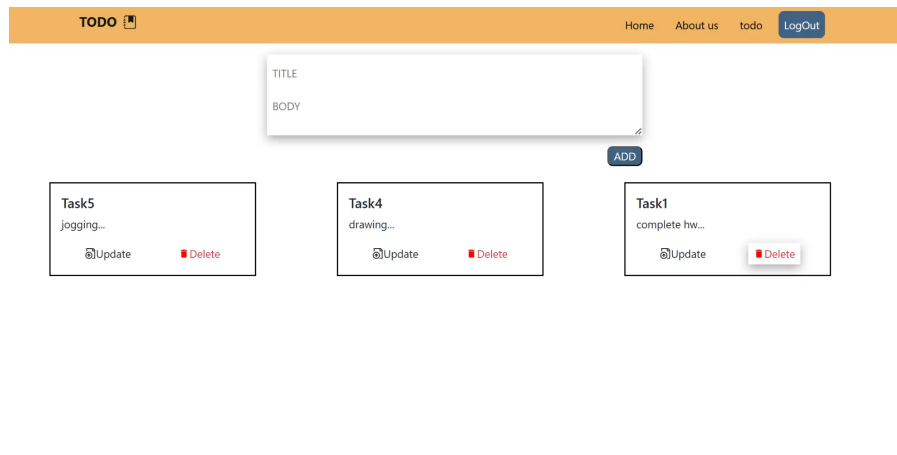 TODO
Home About us todo LogOut
TITLE
BODY
ADD
Task5
jogging...
Update Delete
Task4
drawing...
Update Delete
Task1
complete hw...
Update Delete